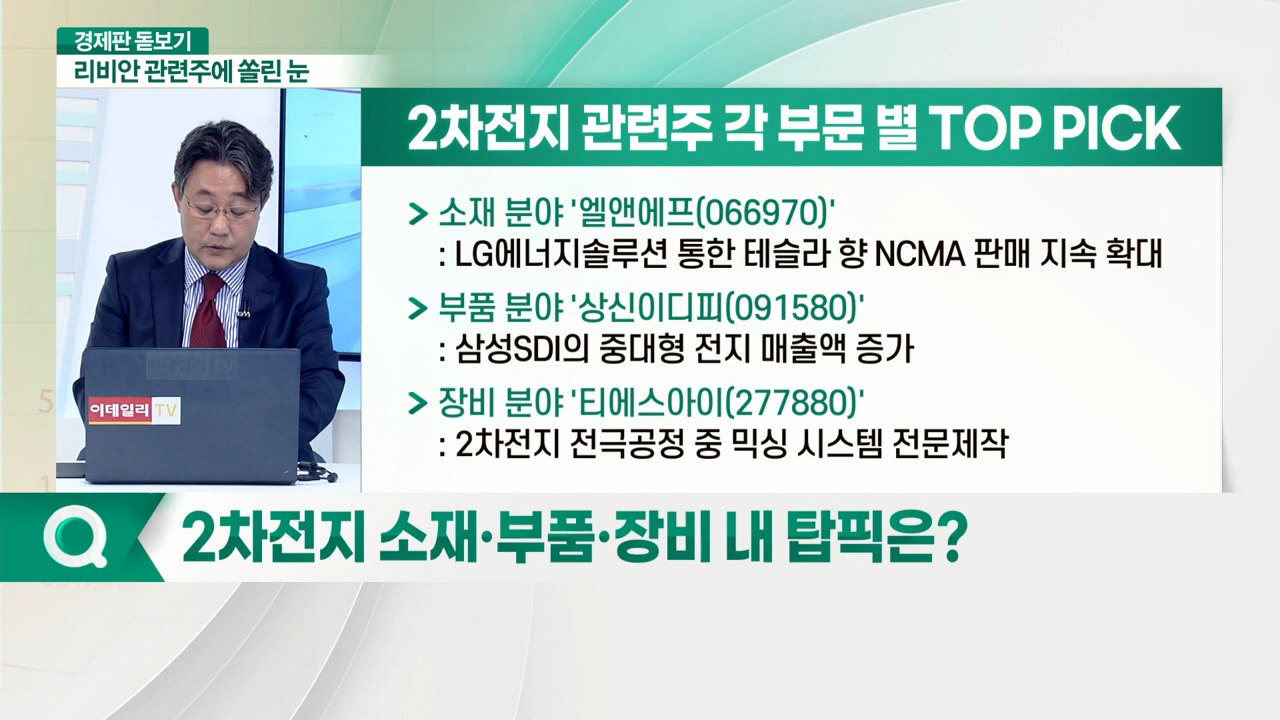 경제판 돋보기
리비안 관련주에 쏠린 눈
2차전지 관련주 각 부문 별 TOP PICK
> 소재 분야 '엘앤에프(066970)'
: LG에너지솔루션 통한 테슬라 향 NCMA 판매 지속 확대
> 부품 분야 '상신이디피(091580)'
: 삼성SDI의 중대형 전지 매출액 증가
> 장비 분야 '티에스아이(277880)'
: 2차전지 전극공정 중 믹싱 시스템 전문제작
이데일리TV
이데일리 TV
Q 2차전지 소재·부품·장비 내 탑픽은?